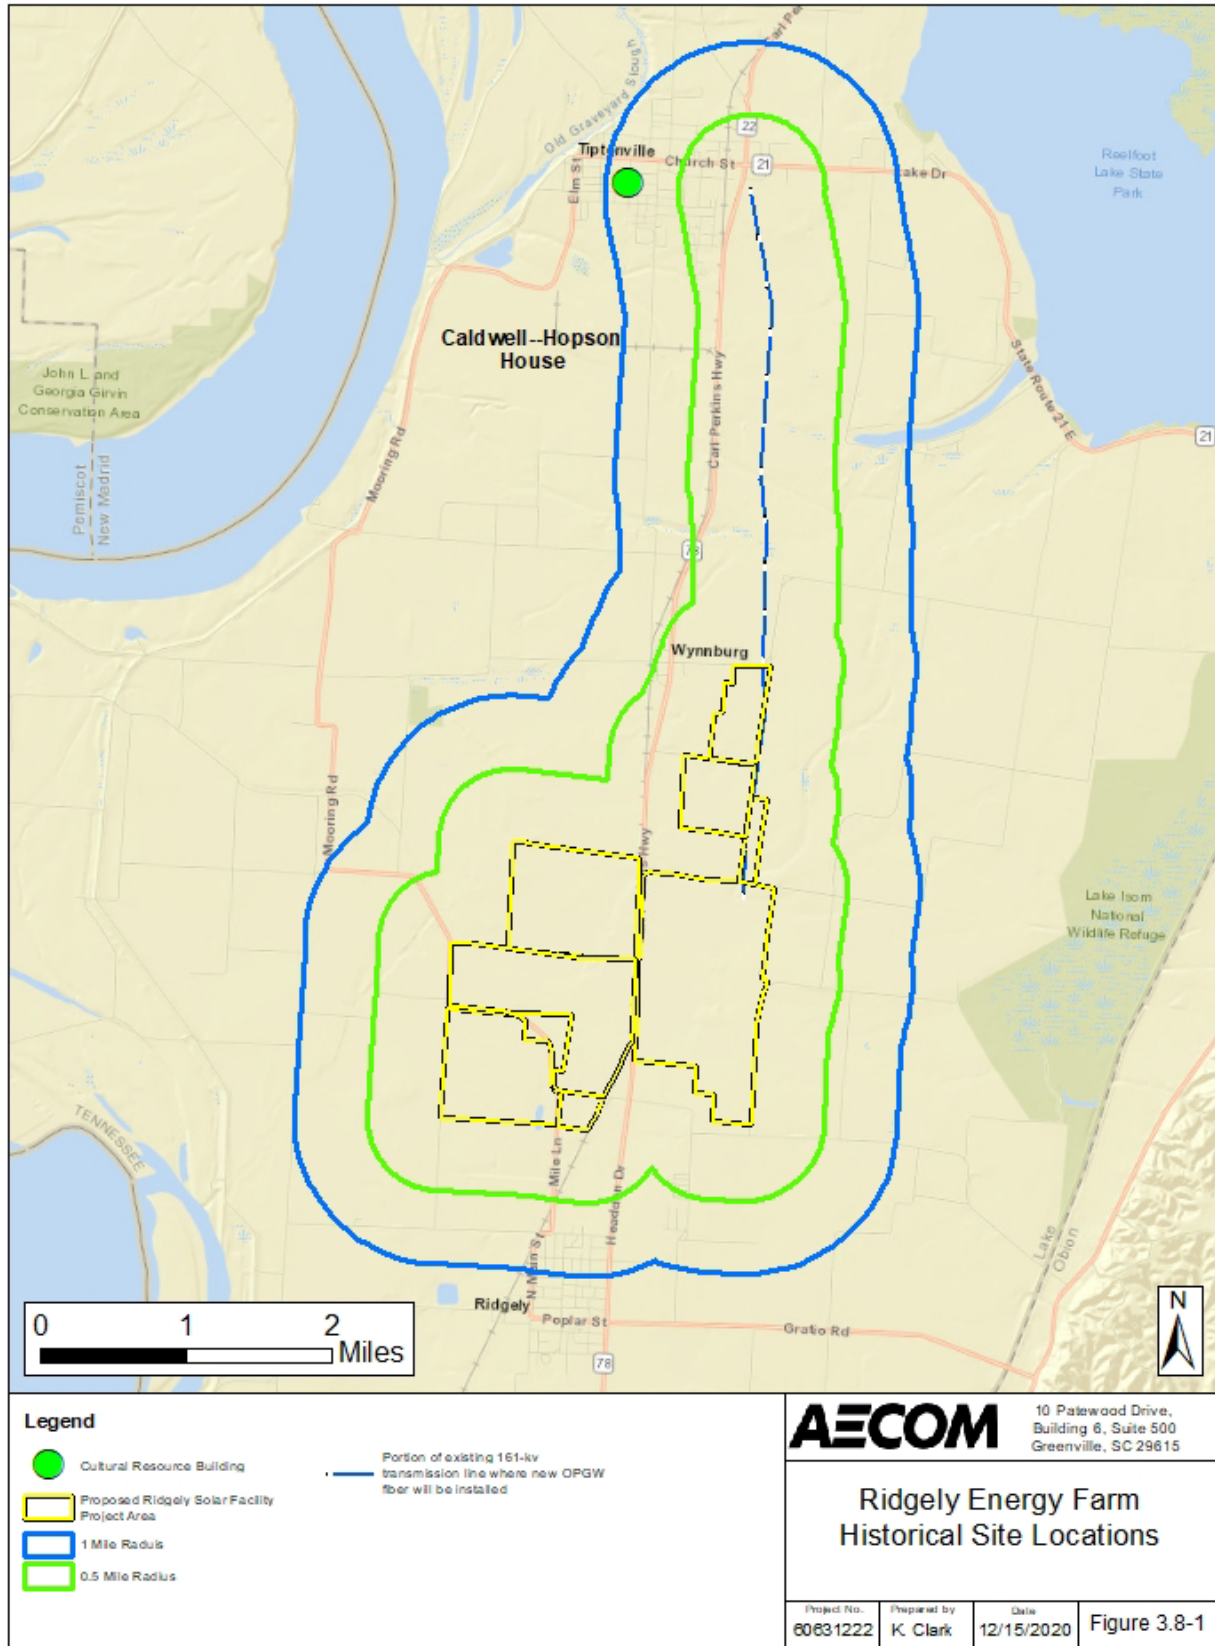 Carl Per
Old Graveyard Slough
22
Tiptonville
Church St
21
Lake Dr
Elm St
Reelfoot
Lake State
Park
Caldwell--Hopson
House
John L. and
Georgia Girvin
Conservation Area
Carl Perkins Hwy
State Route 21 E
21
Mooring Rd
Pemiscot
New Madrid
78
Wynnburg
Mooring Rd
s Hwy
Lake Isom
National
Wildlife Refuge
TENNESSEE
Mile Ln
Headden Dr
N Main St
Lake
Obion
Ridgely
Poplar St
Gratio Rd
78
N
0 1 2
Miles
Legend
Cultural Resource Building
Proposed Ridgely Solar Facility
Project Area
1 Mile Raduis
0.5 Mile Radius
Portion of existing 161-kv
transmission line where new OPGW
fiber will be installed
AECOM
10 Patewood Drive,
Building 6, Suite 500
Greenville, SC 29615
Ridgely Energy Farm
Historical Site Locations
Project No.
60631222
Prepared by
K. Clark
Date
12/15/2020
Figure 3.8-1